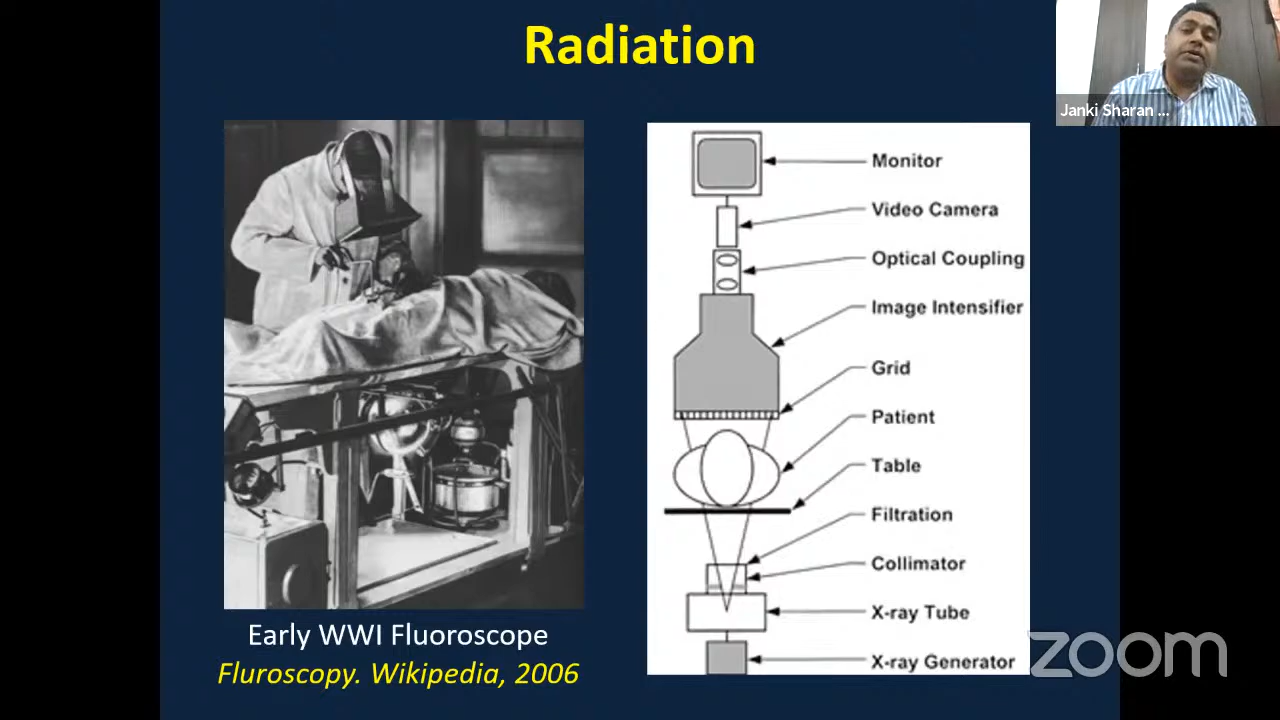 Radiation
Janki Sharan ...
Monitor
Video Camera
Optical Coupling
Image Intensifier
Grid
Patient
Table
Filtration
Collimator
X-ray Tube
X-ray Generator
Early WWI Fluoroscope
Fluroscopy. Wikipedia, 2006
zoom